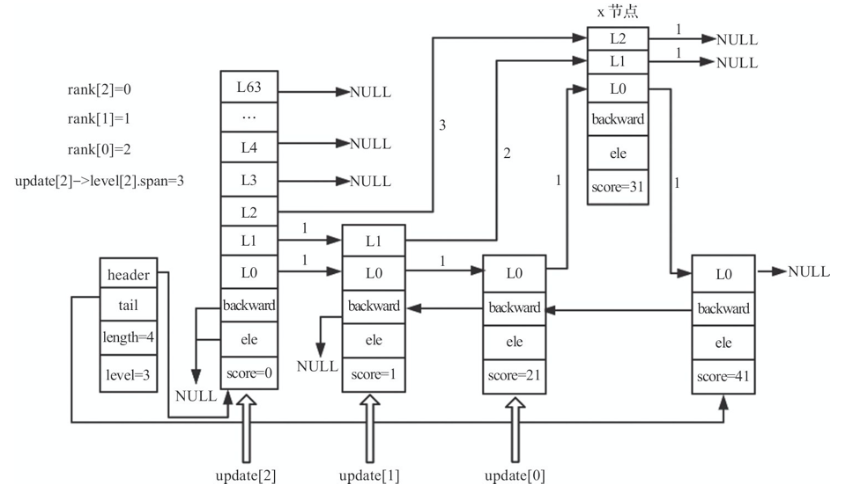 x 节点
L2
1
NULL
L1
1
NULL
L0
backward
ele
score=31
rank[2]=0
rank[1]=1
rank[0]=2
update[2]->level[2].span=3
L63
NULL
…
L4
NULL
L3
NULL
L2
3
2
1
1
L1
1
L1
L0
1
L0
1
L0
L0
NULL
header
tail
length=4
level=3
backward
ele
score=0
NULL
backward
ele
score=1
NULL
backward
ele
score=21
backward
ele
score=41
update[2]
update[1]
update[0]